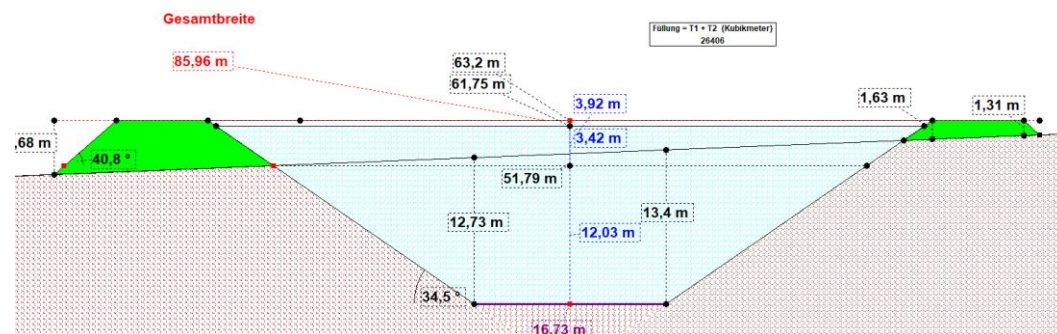 Gesamtbreite
Füllung = T1 + T2 (Kubikmeter)
26406
85,96 m
63,2 m
61,75 m
3,92 m
1,63 m
1,31 m
3,42 m
,68 m
40,8 º
51,79 m
12,73 m
13,4 m
12,03 m
34,5 º
16,73 m